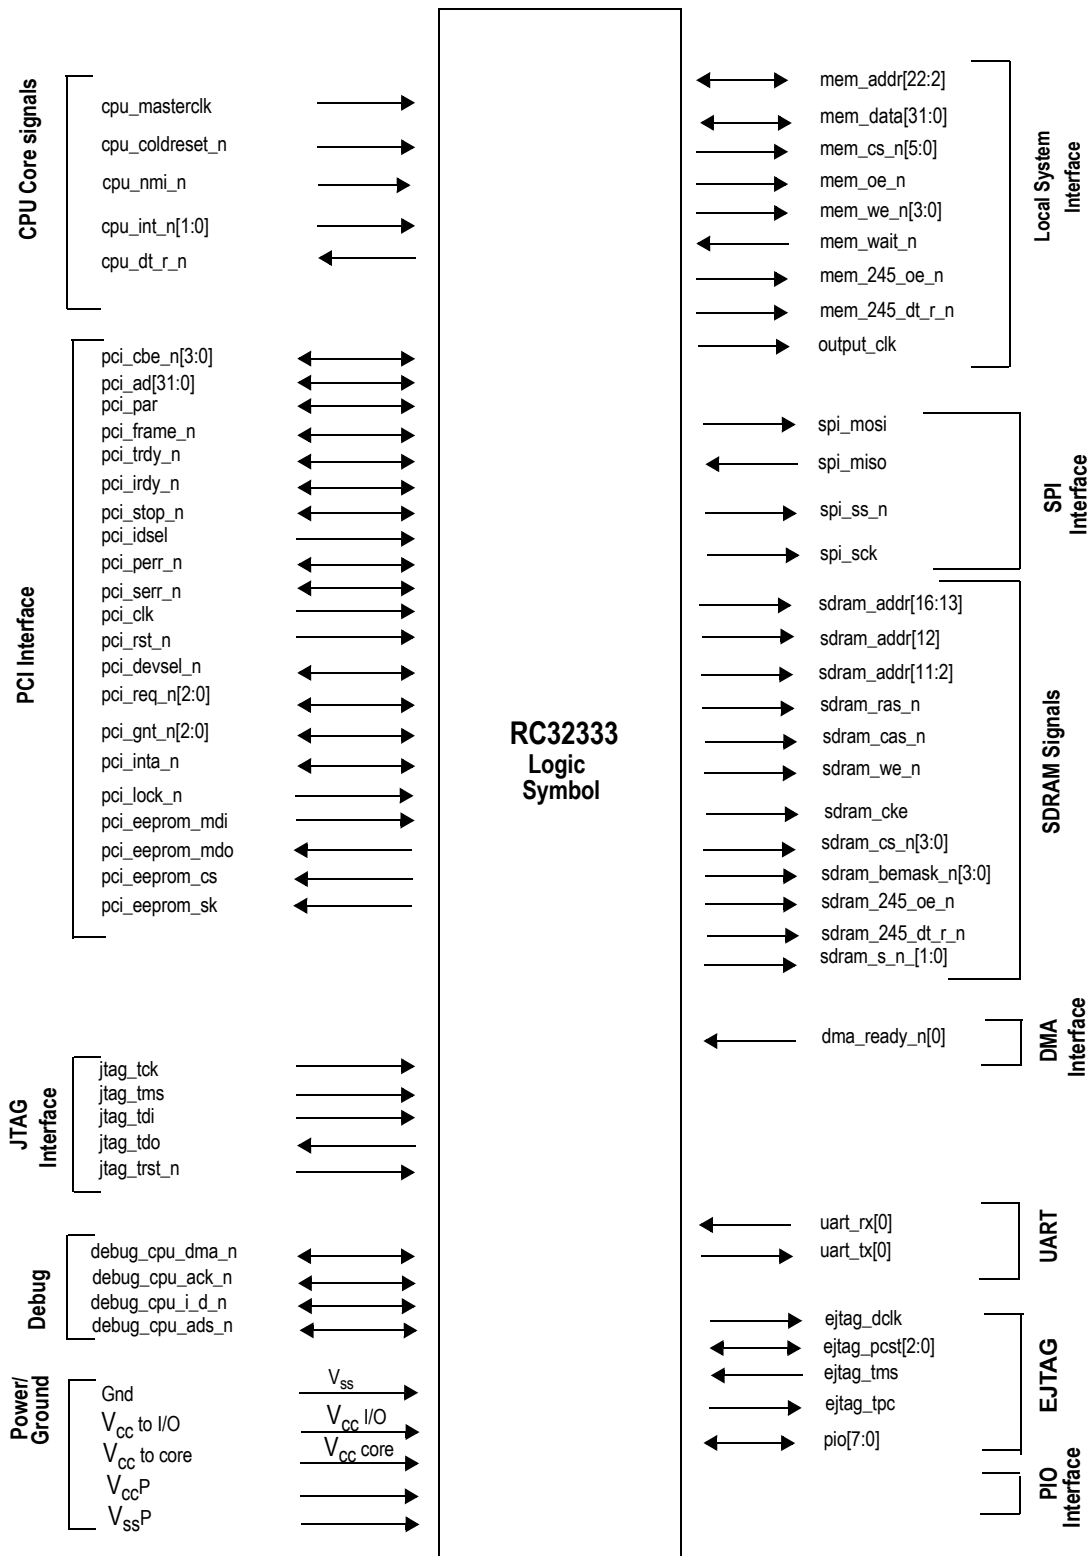 CPU Core signals
cpu_masterclk
cpu_coldreset_n
cpu_nmi_n
cpu_int_n[1:0]
cpu_dt_r_n
PCI Interface
pci_cbe_n[3:0]
pci_ad[31:0]
pci_par
pci_frame_n
pci_trdy_n
pci_irdy_n
pci_stop_n
pci_idsel
pci_perr_n
pci_serr_n
pci_clk
pci_rst_n
pci_devsel_n
pci_req_n[2:0]
pci_gnt_n[2:0]
pci_inta_n
pci_lock_n
pci_eeprom_mdi
pci_eeprom_mdo
pci_eeprom_cs
pci_eeprom_sk
JTAG
Interface
jtag_tck
jtag_tms
jtag_tdi
jtag_tdo
jtag_trst_n
Debug
debug_cpu_dma_n
debug_cpu_ack_n
debug_cpu_i_d_n
debug_cpu_ads_n
Power/
Ground
Gnd Vss
Vcc to I/O Vcc I/O
Vcc to core Vcc core
VccP
VssP
RC32333
Logic
Symbol
mem_addr[22:2]
mem_data[31:0]
mem_cs_n[5:0]
mem_oe_n
mem_we_n[3:0]
mem_wait_n
mem_245_oe_n
mem_245_dt_r_n
output_clk
Local System
Interface
spi_mosi
spi_miso
spi_ss_n
spi_sck
SPI
Interface
sdram_addr[16:13]
sdram_addr[12]
sdram_addr[11:2]
sdram_ras_n
sdram_cas_n
sdram_we_n
sdram_cke
sdram_cs_n[3:0]
sdram_bemask_n[3:0]
sdram_245_oe_n
sdram_245_dt_r_n
sdram_s_n_[1:0]
SDRAM Signals
dma_ready_n[0]
DMA
Interface
uart_rx[0]
uart_tx[0]
UART
ejtag_dclk
ejtag_pcst[2:0]
ejtag_tms
ejtag_tpc
pio[7:0]
EJTAG
PIO
Interface